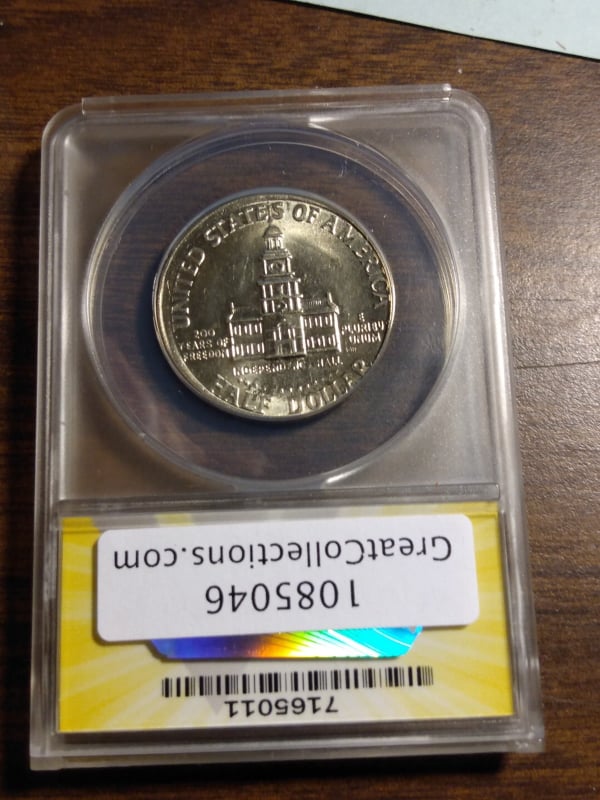 UNITED STATES OF AMERICA
200
YEARS OF
FREEDOM
E
PLURIBUS
UNUM
INDEPENDENCE HALL
HALF DOLLAR
GreatCollections.com
1085046
7165011